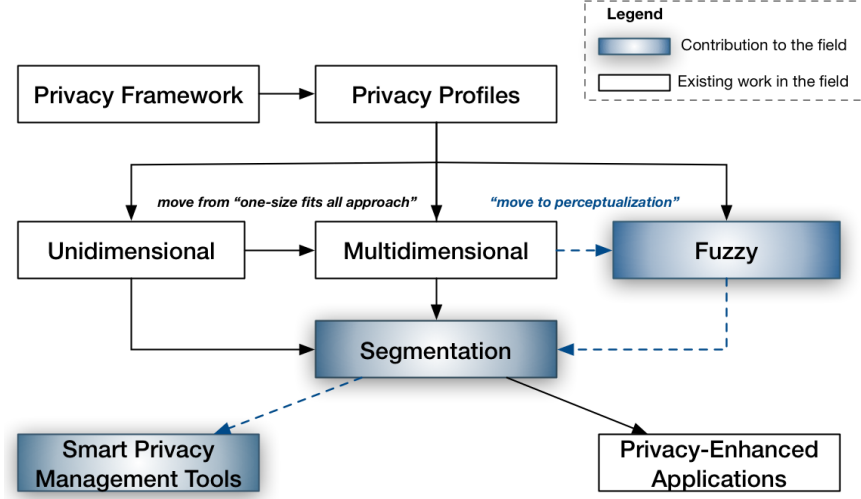 Legend
Contribution to the field
Existing work in the field
Privacy Framework
Privacy Profiles
move from “one-size fits all approach”
“move to perceptualization”
Unidimensional
Multidimensional
Fuzzy
Segmentation
Smart Privacy
Management Tools
Privacy-Enhanced
Applications